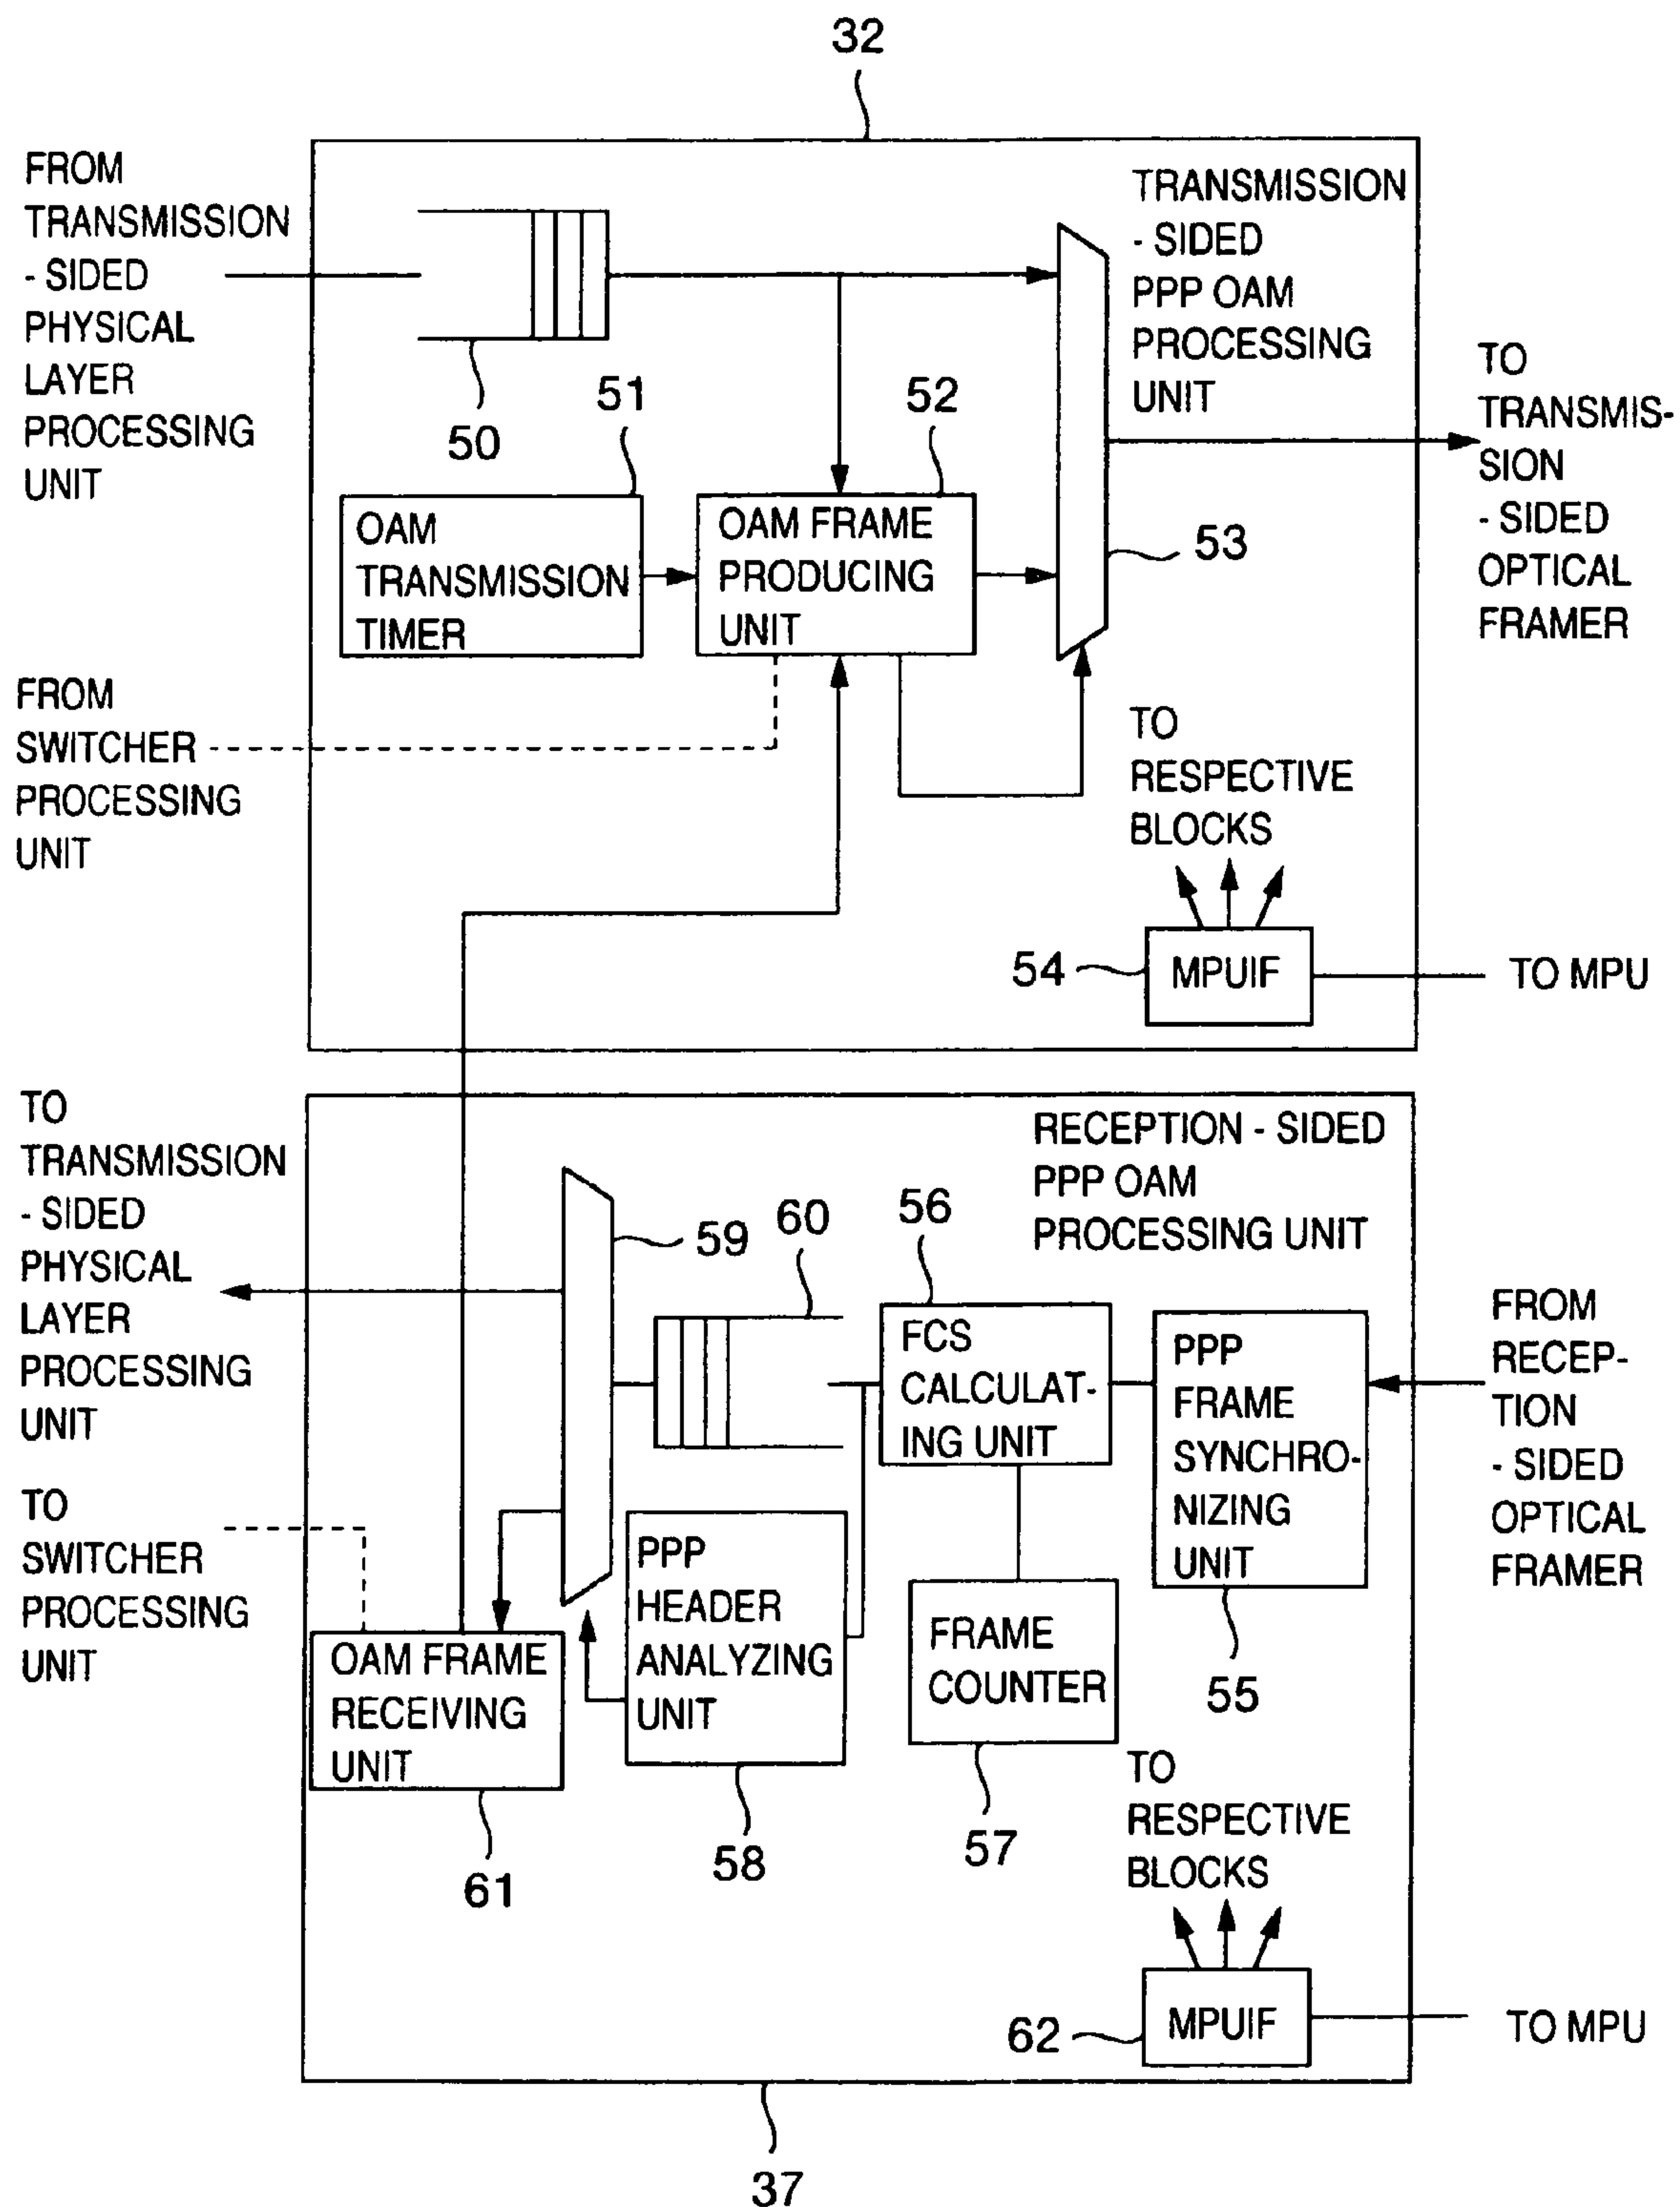 32
FROM
TRANSMISSION
- SIDED
PHYSICAL
LAYER
PROCESSING
UNIT
50
51
52
TRANSMISSION
- SIDED
PPP OAM
PROCESSING
UNIT
TO
TRANSMIS-
SION
- SIDED
OPTICAL
FRAMER
OAM
TRANSMISSION
TIMER
OAM FRAME
PRODUCING
UNIT
53
FROM
SWITCHER
PROCESSING
UNIT
TO
RESPECTIVE
BLOCKS
54
MPUIF
TO MPU
TO
TRANSMISSION
- SIDED
PHYSICAL
LAYER
PROCESSING
UNIT
RECEPTION - SIDED
PPP OAM
PROCESSING UNIT
59
60
56
FCS
CALCULAT-
ING UNIT
PPP
FRAME
SYNCHRO-
NIZING
UNIT
55
FROM
RECEP-
TION
- SIDED
OPTICAL
FRAMER
TO
SWITCHER
PROCESSING
UNIT
OAM FRAME
RECEIVING
UNIT
61
PPP
HEADER
ANALYZING
UNIT
58
FRAME
COUNTER
57
TO
RESPECTIVE
BLOCKS
62
MPUIF
TO MPU
37